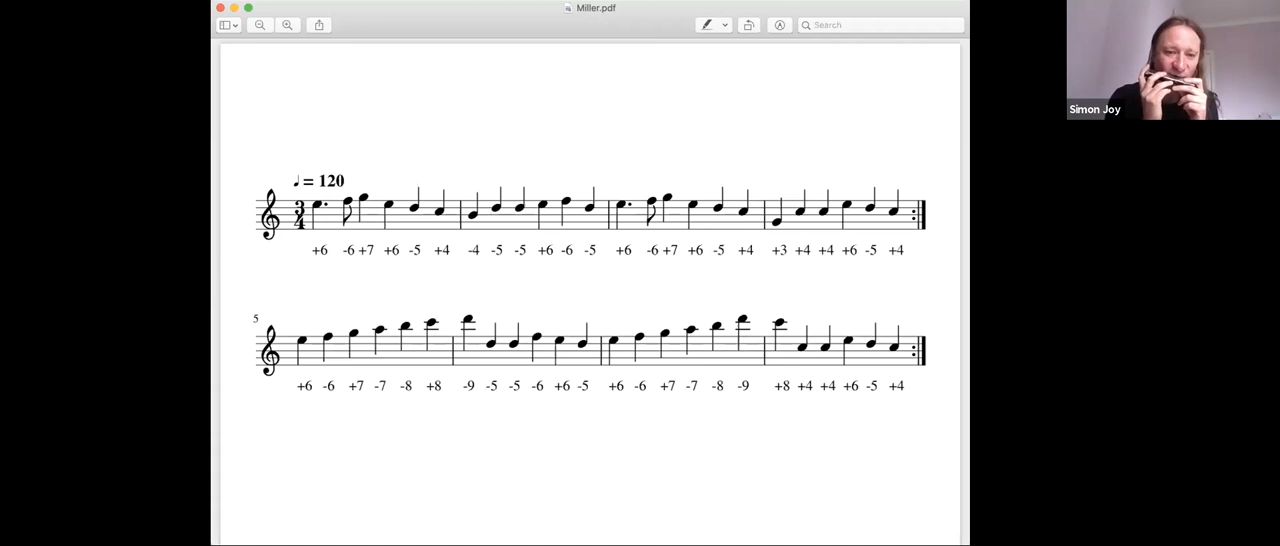 Miller.pdf
Search
Simon Joy
♩ = 120
3
4
+6 -6 +7 +6 -5 +4 -4 -5 -5 +6 -6 -5 +6 -6 +7 +6 -5 +4 +3 +4 +4 +6 -5 +4
5
+6 -6 +7 -7 -8 +8 -9 -5 -5 -6 +6 -5 +6 -6 +7 -7 -8 -9 +8 +4 +4 +6 -5 +4